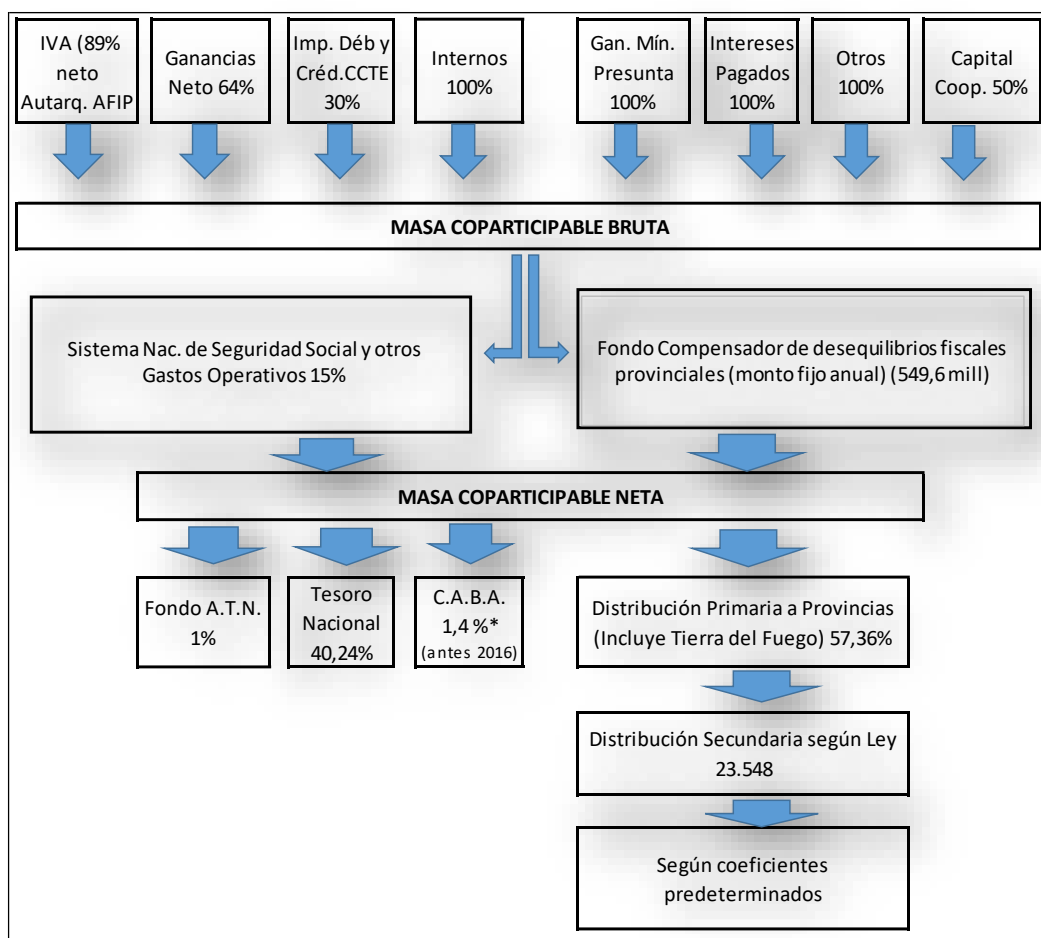 IVA (89%
neto
Autarq. AFIP
Ganancias
Neto 64%
Imp. Déb y
Créd.CCTE
30%
Internos
100%
Gan. Mín.
Presunta
100%
Intereses
Pagados
100%
Otros
100%
Capital
Coop. 50%
MASA COPARTICIPABLE BRUTA
Sistema Nac. de Seguridad Social y otros
Gastos Operativos 15%
Fondo Compensador de desequilibrios fiscales
provinciales (monto fijo anual) (549,6 mill)
MASA COPARTICIPABLE NETA
Fondo A.T.N.
1%
Tesoro
Nacional
40,24%
C.A.B.A.
1,4 %*
(antes 2016)
Distribución Primaria a Provincias
(Incluye Tierra del Fuego) 57,36%
Distribución Secundaria según Ley
23.548
Según coeficientes
predeterminados